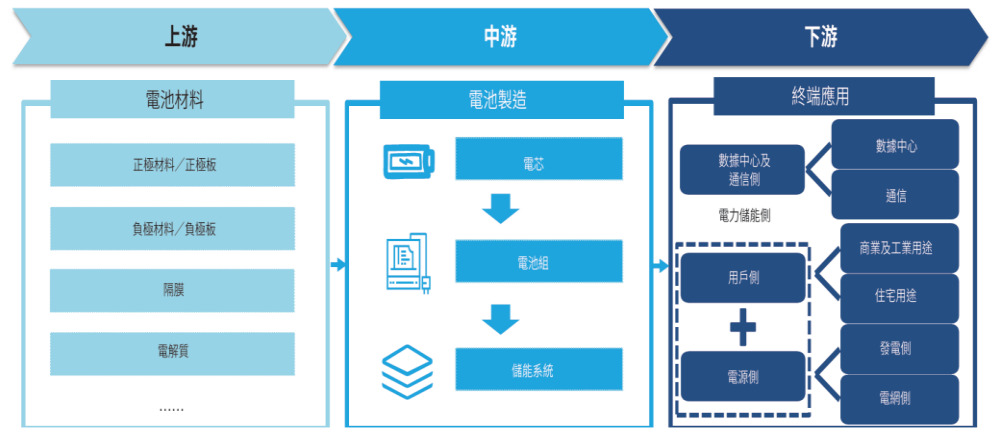 上游
中游
下游
電池材料
正極材料／正極板
負極材料／負極板
隔膜
電解質
……
電池製造
電芯
電池組
儲能系統
終端應用
數據中心及
通信側
數據中心
通信
電力儲能側
用戶側
商業及工業用途
住宅用途
電源側
發電側
電網側